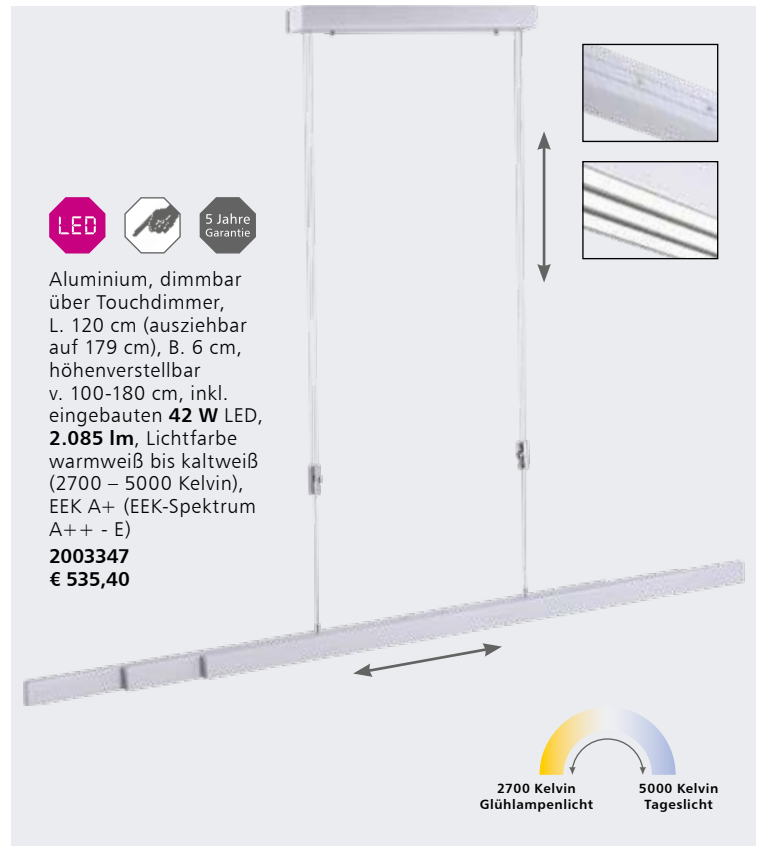 LED
5 Jahre
Garantie
Aluminium, dimmbar
über Touchdimmer,
L. 120 cm (ausziehbar
auf 179 cm), B. 6 cm,
höhenverstellbar
v. 100-180 cm, inkl.
eingebauten 42 W LED,
2.085 lm, Lichtfarbe
warmweiß bis kaltweiß
(2700 – 5000 Kelvin),
EEK A+ (EEK-Spektrum
A++ - E)
2003347
€ 535,40
2700 Kelvin
Glühlampenlicht
5000 Kelvin
Tageslicht